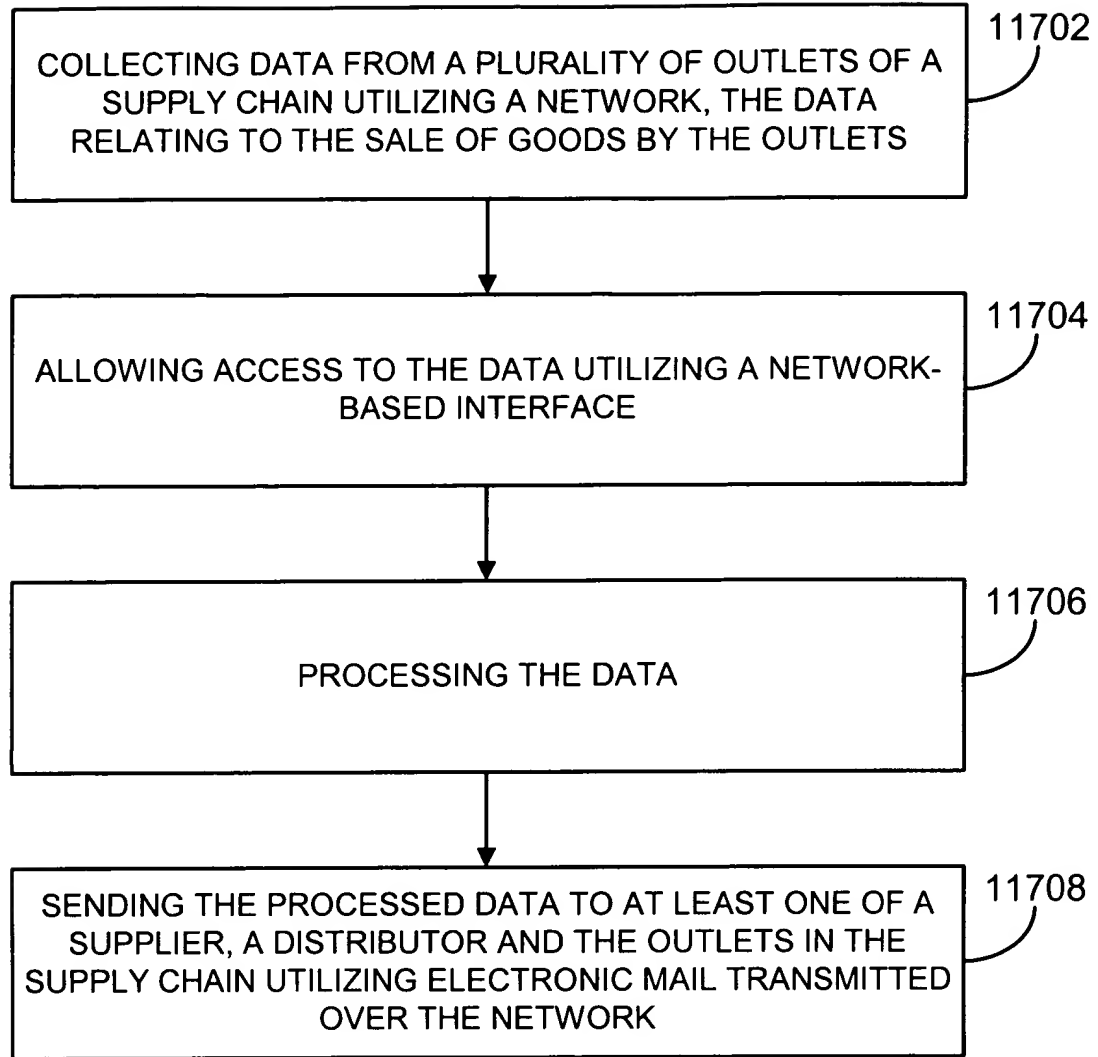 11702
COLLECTING DATA FROM A PLURALITY OF OUTLETS OF A
SUPPLY CHAIN UTILIZING A NETWORK, THE DATA
RELATING TO THE SALE OF GOODS BY THE OUTLETS
11704
ALLOWING ACCESS TO THE DATA UTILIZING A NETWORK-
BASED INTERFACE
11706
PROCESSING THE DATA
11708
SENDING THE PROCESSED DATA TO AT LEAST ONE OF A
SUPPLIER, A DISTRIBUTOR AND THE OUTLETS IN THE
SUPPLY CHAIN UTILIZING ELECTRONIC MAIL TRANSMITTED
OVER THE NETWORK